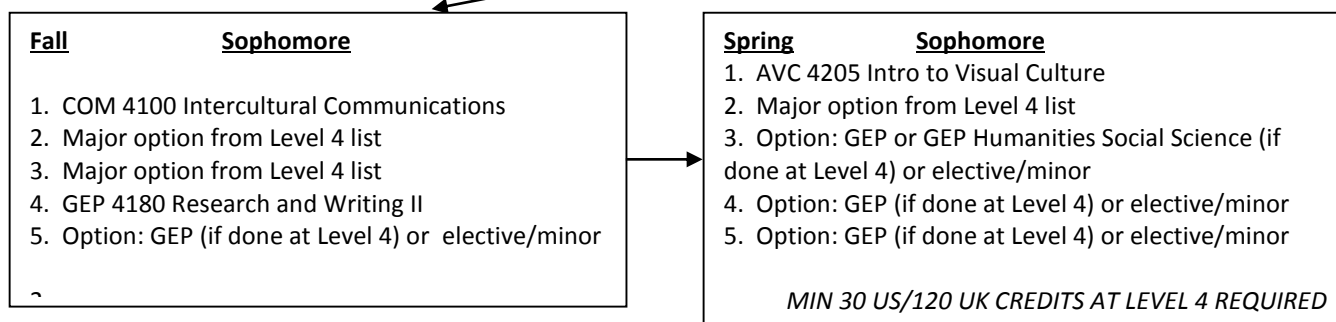 Fall Sophomore
1. COM 4100 Intercultural Communications
2. Major option from Level 4 list
3. Major option from Level 4 list
4. GEP 4180 Research and Writing II
5. Option: GEP (if done at Level 4) or elective/minor
Spring Sophomore
1. AVC 4205 Intro to Visual Culture
2. Major option from Level 4 list
3. Option: GEP or GEP Humanities Social Science (if
done at Level 4) or elective/minor
4. Option: GEP (if done at Level 4) or elective/minor
5. Option: GEP (if done at Level 4) or elective/minor
MIN 30 US/120 UK CREDITS AT LEVEL 4 REQUIRED